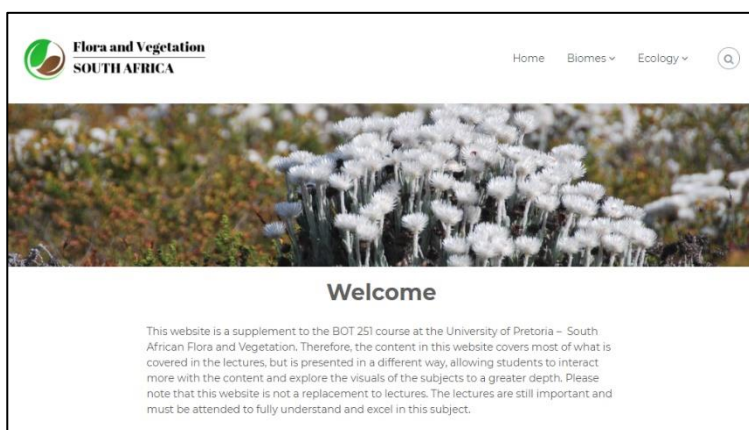 Flora and Vegetation
SOUTH AFRICA
Home Biomes Ecology
Welcome
This website is a supplement to the BOT 251 course at the University of Pretoria – South
African Flora and Vegetation. Therefore, the content in this website covers most of what is
covered in the lectures, but is presented in a different way, allowing students to interact
more with the content and explore the visuals of the subjects to a greater depth. Please
note that this website is not a replacement to lectures. The lectures are still important and
must be attended to fully understand and excel in this subject.